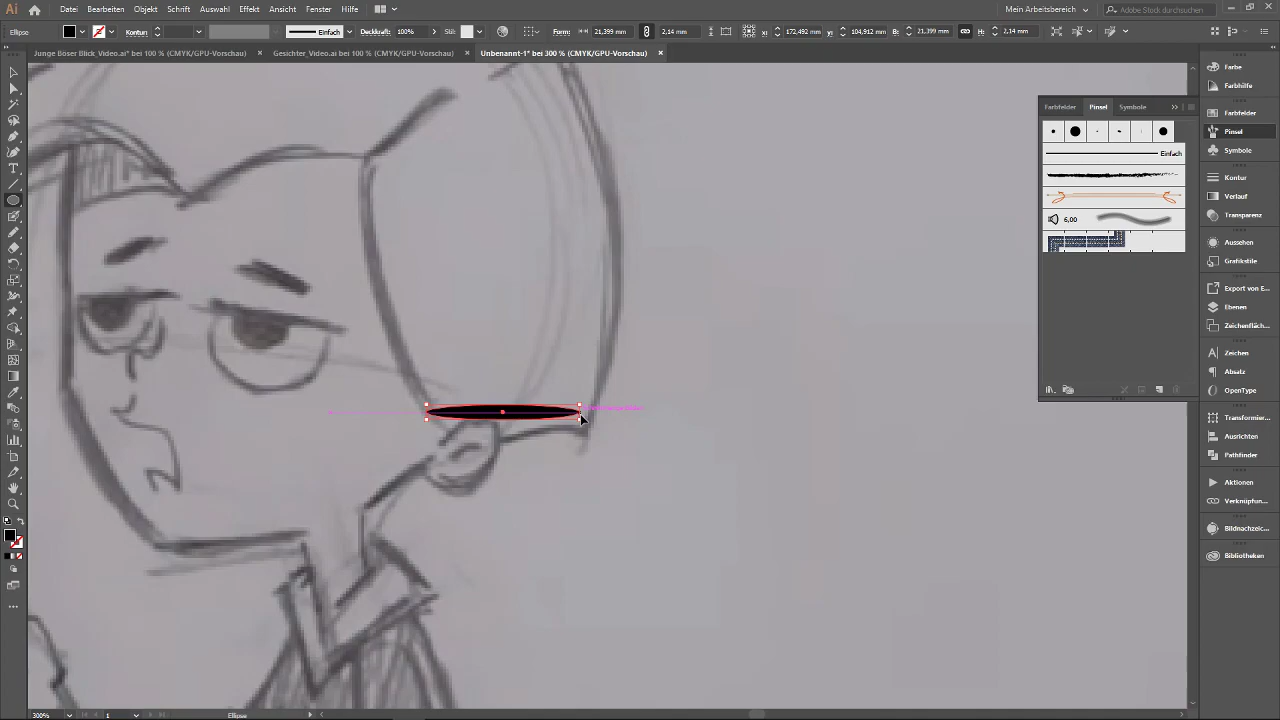 Ai Datei Bearbeiten Objekt Schrift Auswahl Effekt Ansicht Fenster Hilfe Mein Arbeitsbereich Adobe Stock durchsuchen
Ellipse Kontur: Einfach Deckkraft: 100% Stil: Form: 21,399 mm 2,14 mm X: 172,492 mm Y: 104,912 mm B: 21,399 mm H: 2,14 mm
Junge Böser Blick_Video.ai* bei 100 % (CMYK/GPU-Vorschau) × Gesichter_Video.ai bei 100 % (CMYK/GPU-Vorschau) × Unbenannt-1* bei 300 % (CMYK/GPU-Vorschau) ×
Farbfelder Pinsel Symbole
Einfach
6,00
Farbe
Farbhilfe
Farbfelder
Pinsel
Symbole
Kontur
Verlauf
Transparenz
Aussehen
Grafikstile
Export von E...
Ebenen
Zeichenfläch...
Zeichen
Absatz
OpenType
Transformier...
Ausrichten
Pathfinder
Aktionen
Verknüpfun...
Bildnachzeic...
Bibliotheken
300% 1 Ellipse